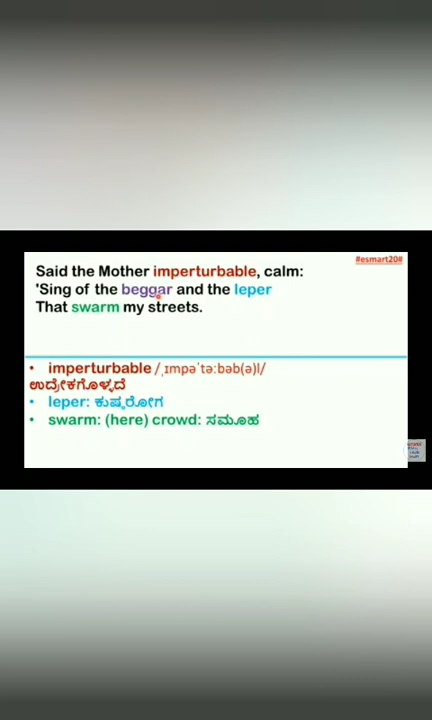 #esmart20#
Said the Mother imperturbable, calm:
'Sing of the beggar and the leper
That swarm my streets.
• imperturbable /ˌɪmpəˈtəːbəb(ə)l/
ಉದ್ರೇಕಗೊಳ್ಳದೆ
• leper: ಕುಷ್ಠರೋಗ
• swarm: (here) crowd: ಸಮೂಹ